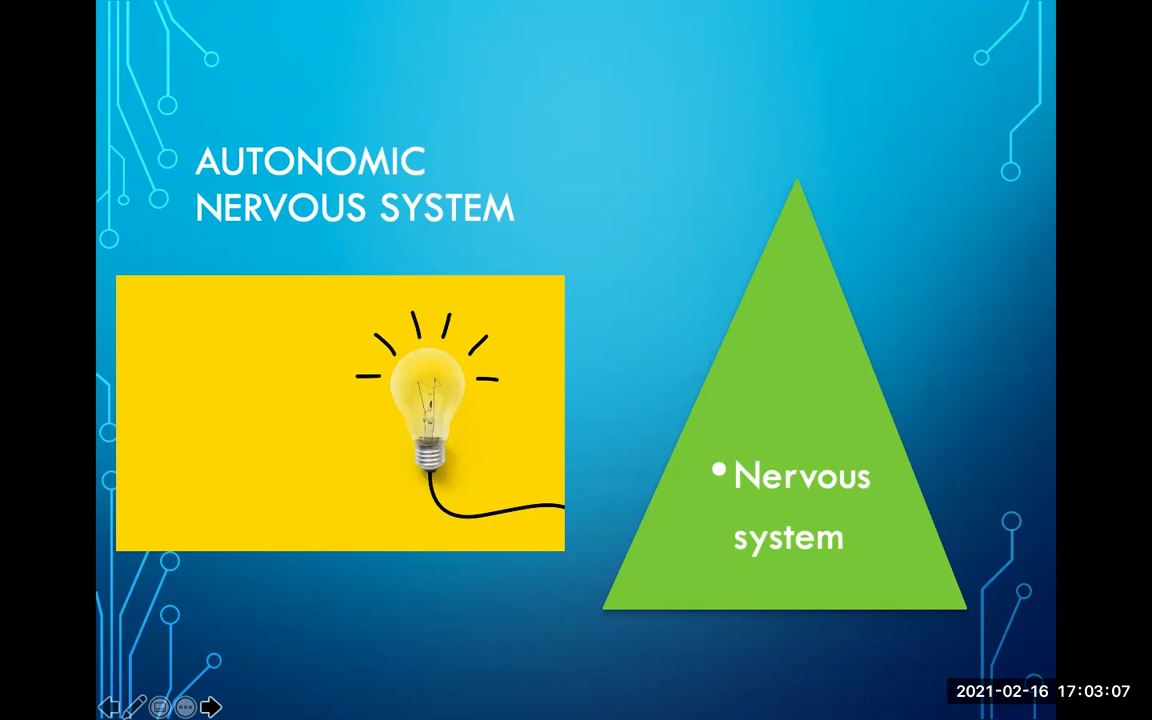 AUTONOMIC
NERVOUS SYSTEM
• Nervous
system
2021-02-16 17:03:07